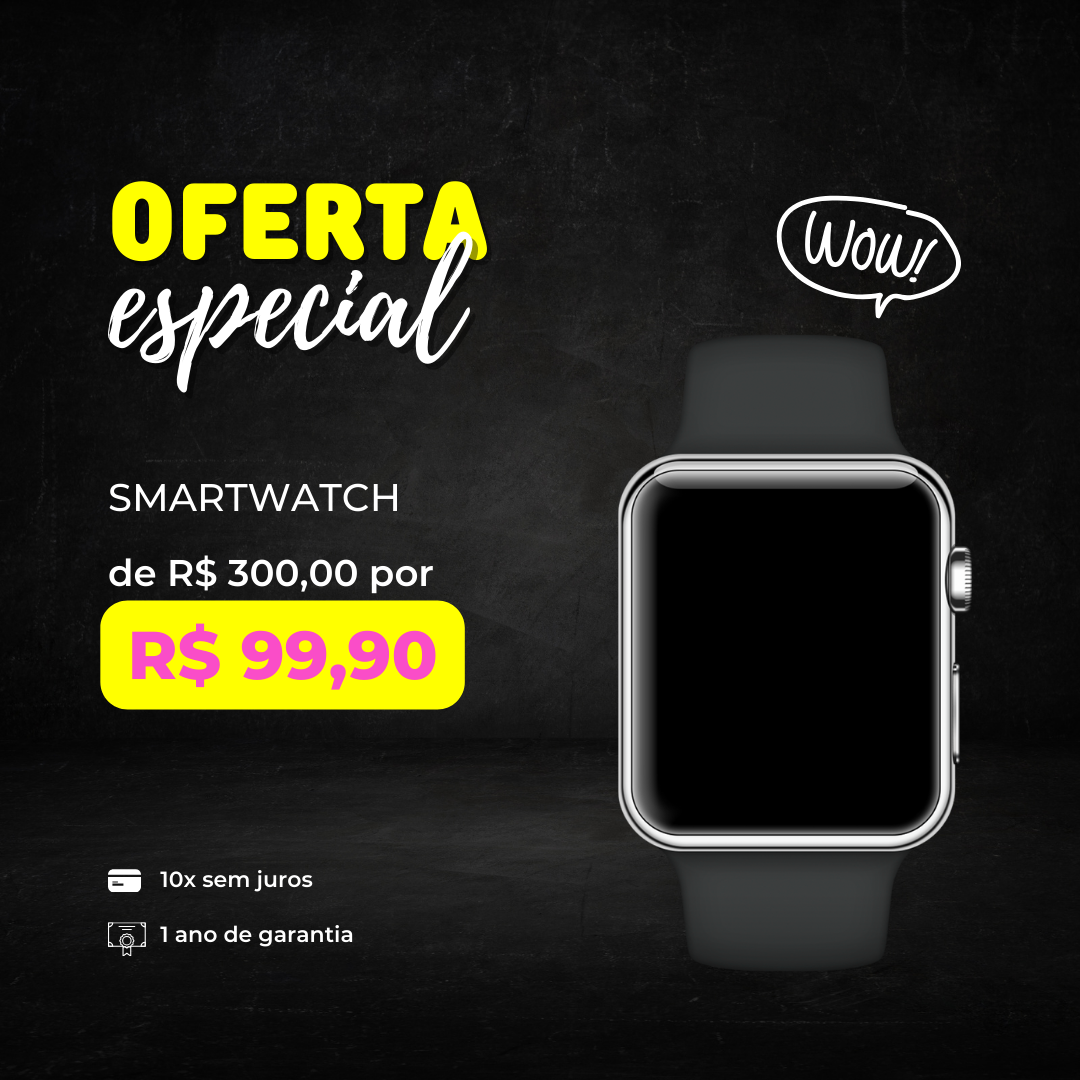 OFERTA
especial
Wow!
SMARTWATCH
de R$ 300,00 por
R$ 99,90
10x sem juros
1 ano de garantia